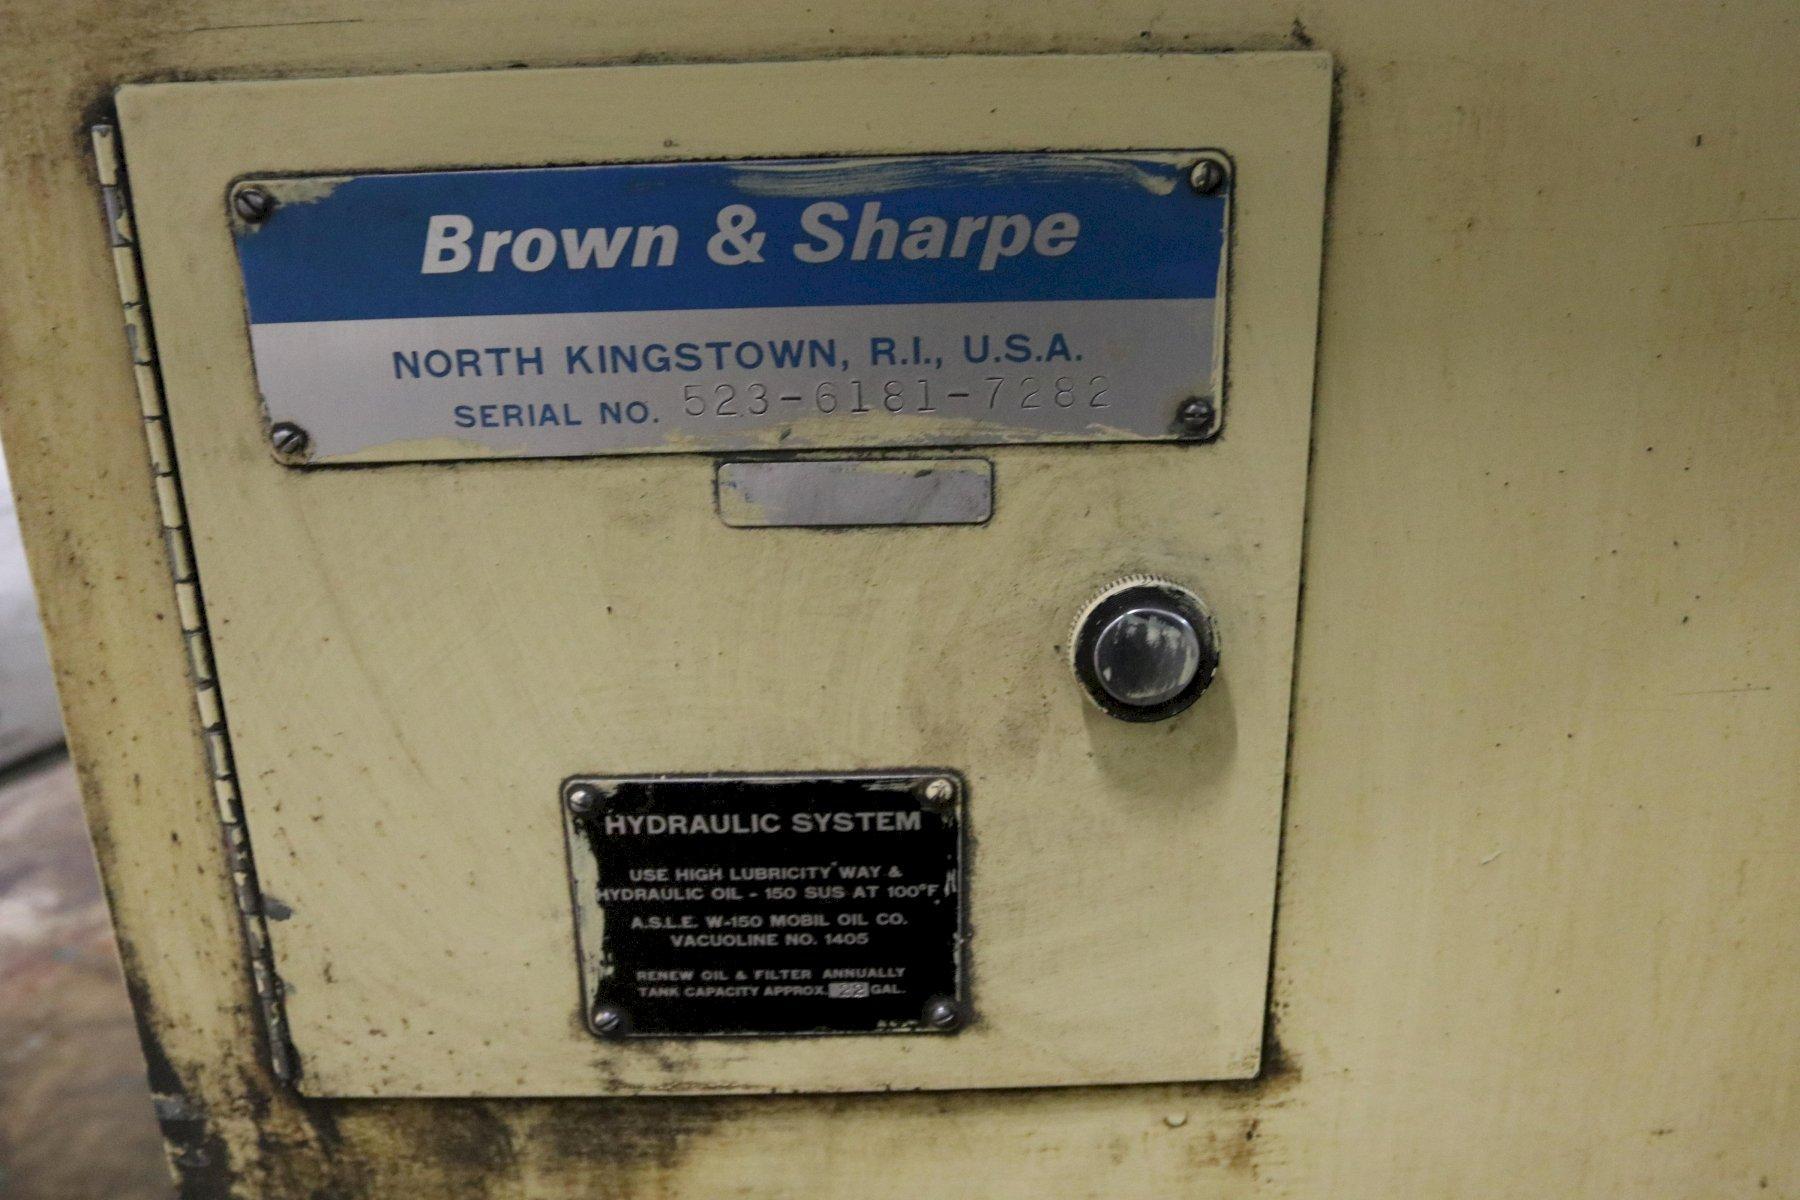 Brown & Sharpe
NORTH KINGSTOWN, R.I., U.S.A.
SERIAL NO. 523-6181-7282
HYDRAULIC SYSTEM
USE HIGH LUBRICITY WAY &
HYDRAULIC OIL - 150 SUS AT 100°F.
A.S.L.E. W-150 MOBIL OIL CO.
VACUOLINE NO. 1405
RENEW OIL & FILTER ANNUALLY
TANK CAPACITY APPROX. 22 GAL.